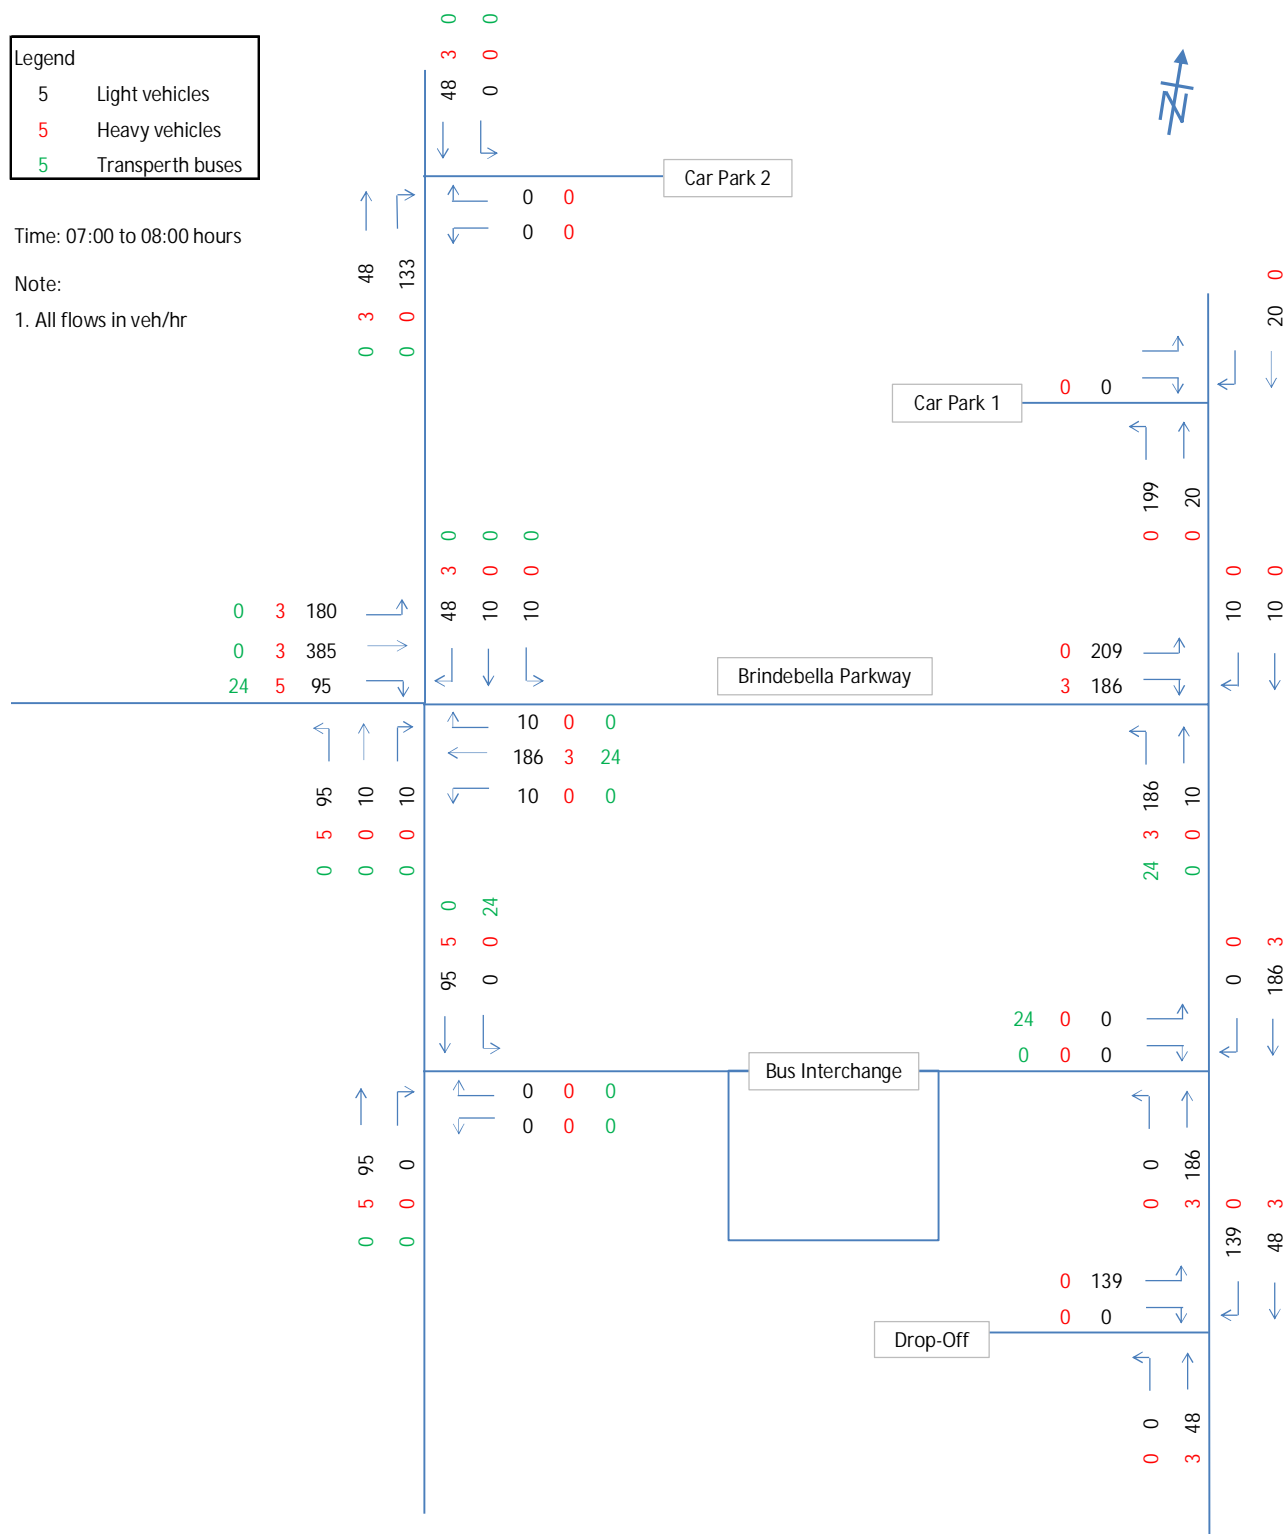 Legend
5 Light vehicles
5 Heavy vehicles
5 Transperth buses
Time: 07:00 to 08:00 hours
Note:
1. All flows in veh/hr
N
0 0
3 0
48 0
Car Park 2
0 0
0 0
48 133
3 0
0 0
0
20
0 0
Car Park 1
199 20
0 0
0 0 0
3 0 0
48 10 10
0 0
10 10
0 3 180
0 3 385
24 5 95
Brindebella Parkway
0 209
3 186
10 0 0
186 3 24
10 0 0
95 10 10
5 0 0
0 0 0
186 10
3 0
24 0
0 24
5 0
95 0
0 3
0 186
24 0 0
0 0 0
Bus Interchange
0 0 0
0 0 0
95 0
5 0
0 0
0 186
0 3
0 3
139 48
0 139
0 0
Drop-Off
0 48
0 3